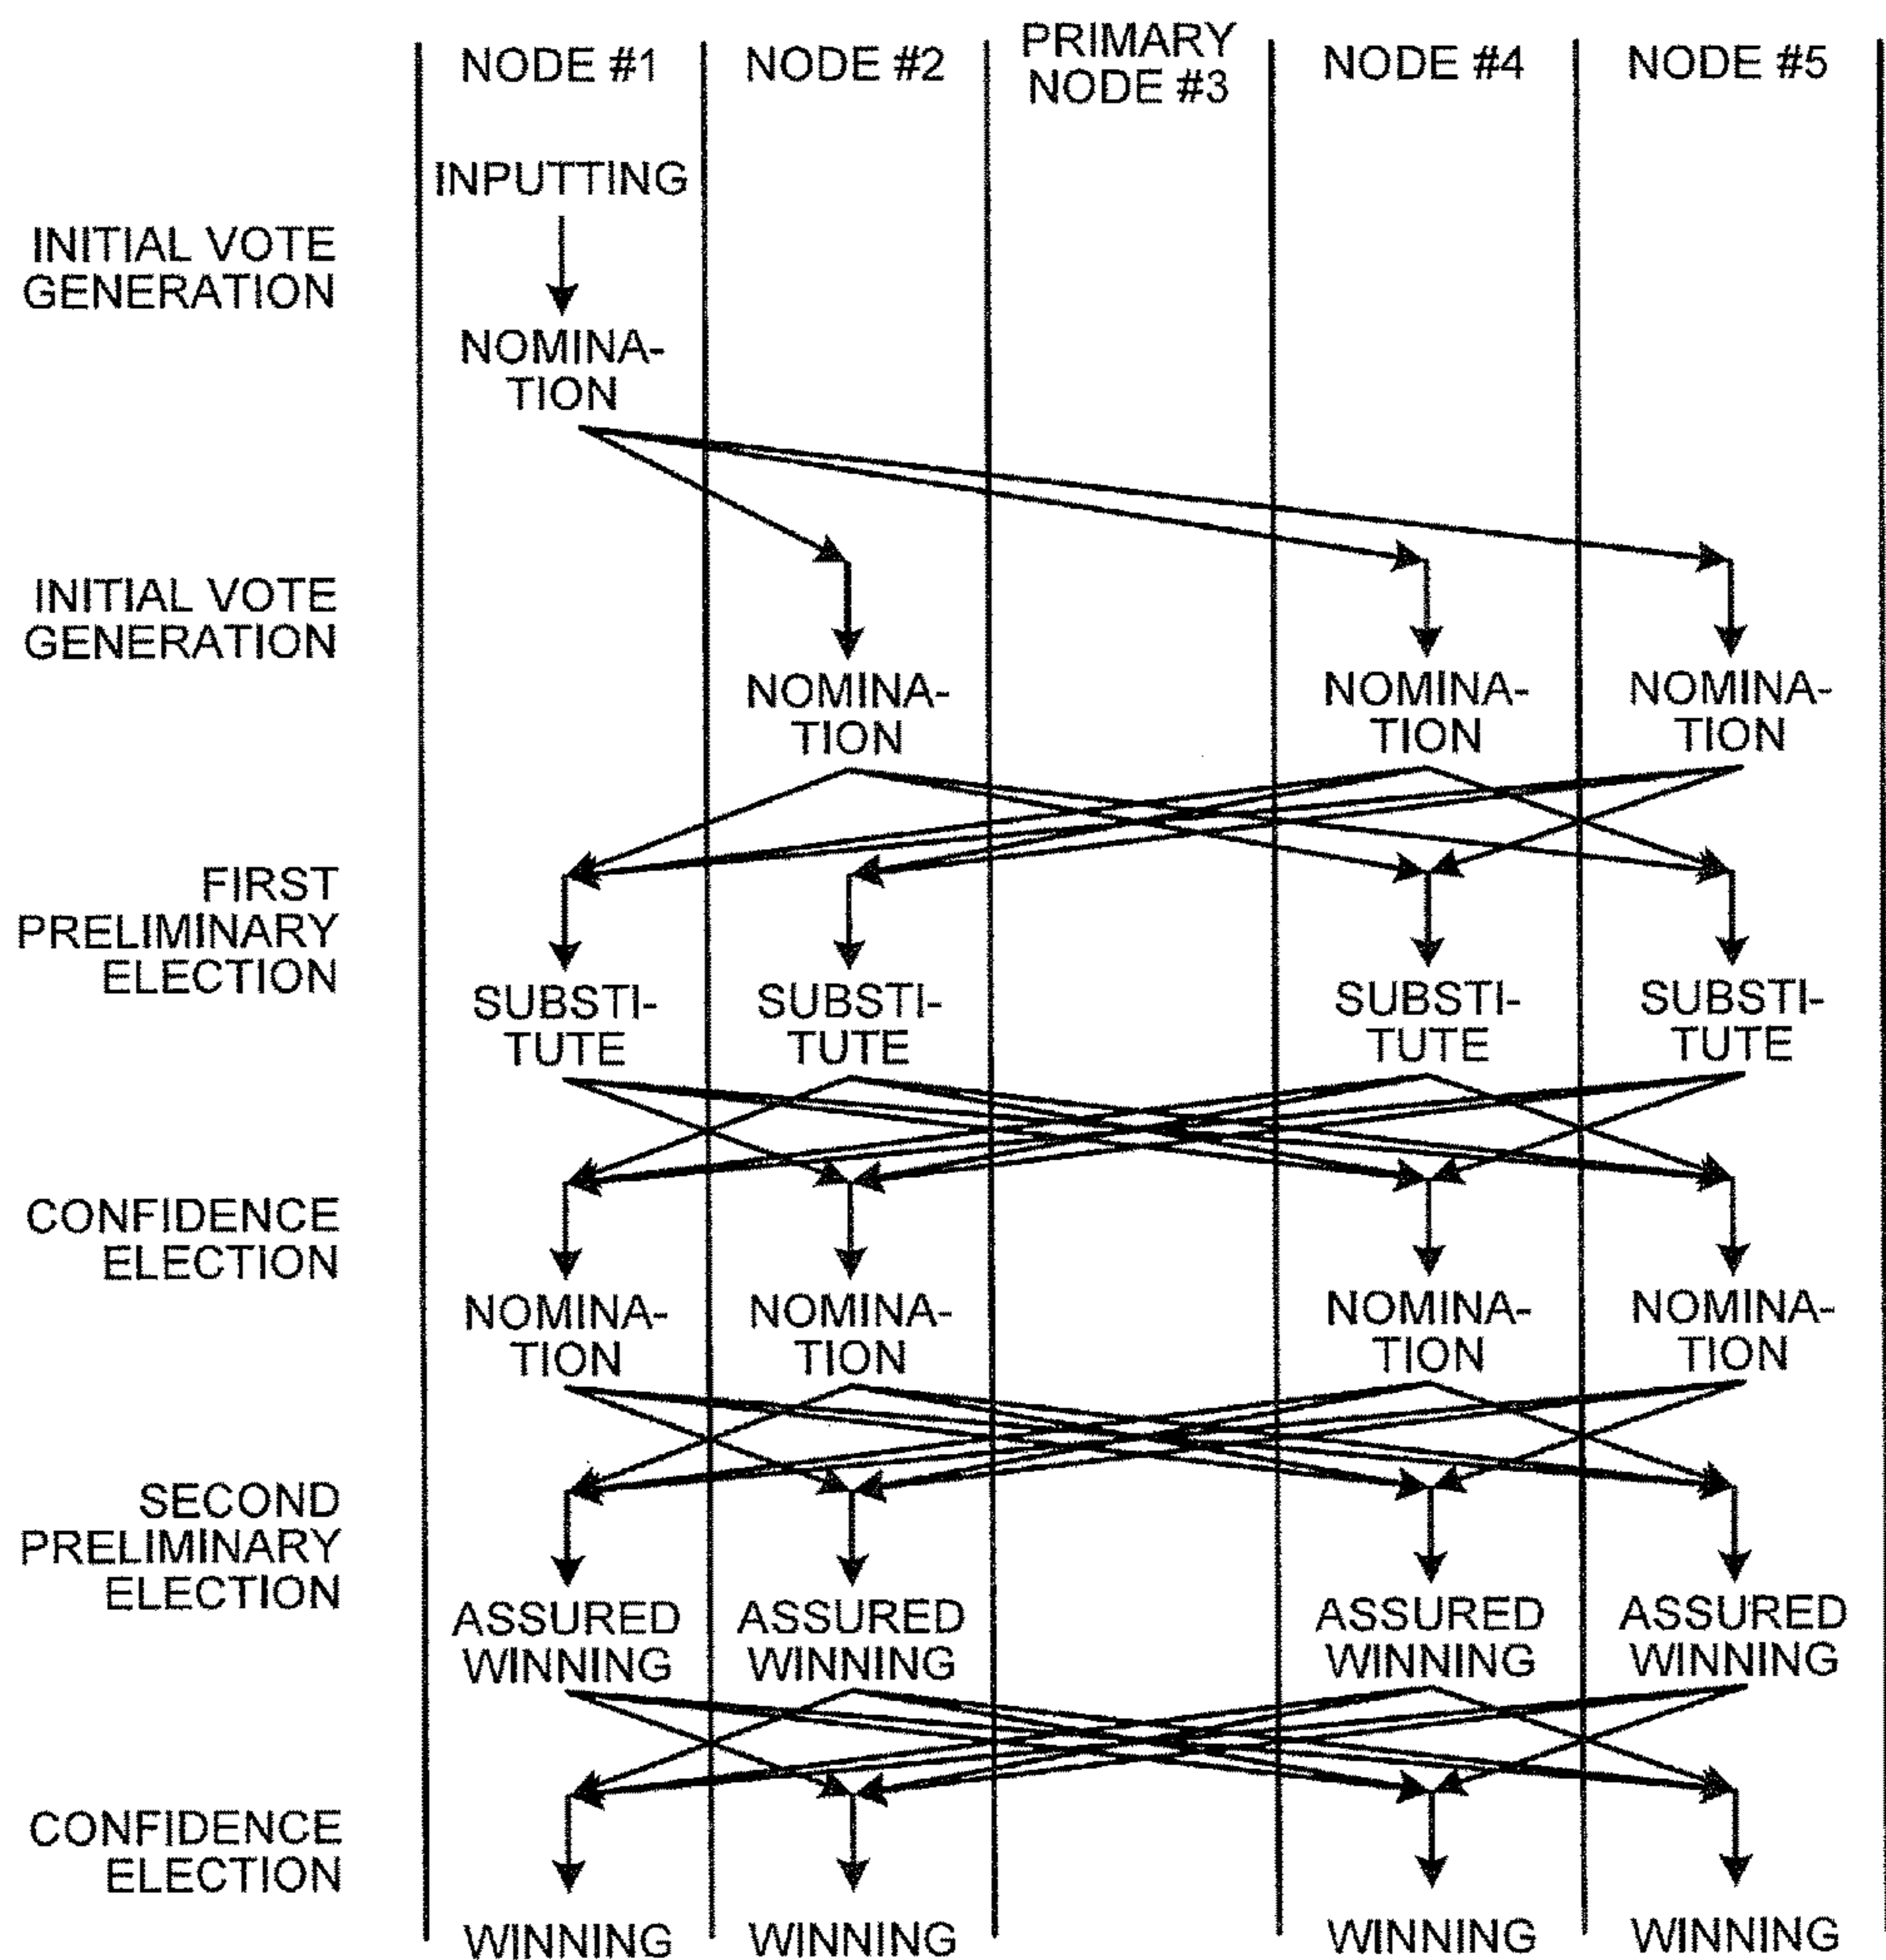 NODE #1
NODE #2
PRIMARY
NODE #3
NODE #4
NODE #5
INPUTTING
INITIAL VOTE
GENERATION
NOMINA-
TION
INITIAL VOTE
GENERATION
NOMINA-
TION
NOMINA-
TION
NOMINA-
TION
FIRST
PRELIMINARY
ELECTION
SUBSTI-
TUTE
SUBSTI-
TUTE
SUBSTI-
TUTE
SUBSTI-
TUTE
CONFIDENCE
ELECTION
NOMINA-
TION
NOMINA-
TION
NOMINA-
TION
NOMINA-
TION
SECOND
PRELIMINARY
ELECTION
ASSURED
WINNING
ASSURED
WINNING
ASSURED
WINNING
ASSURED
WINNING
CONFIDENCE
ELECTION
WINNING
WINNING
WINNING
WINNING